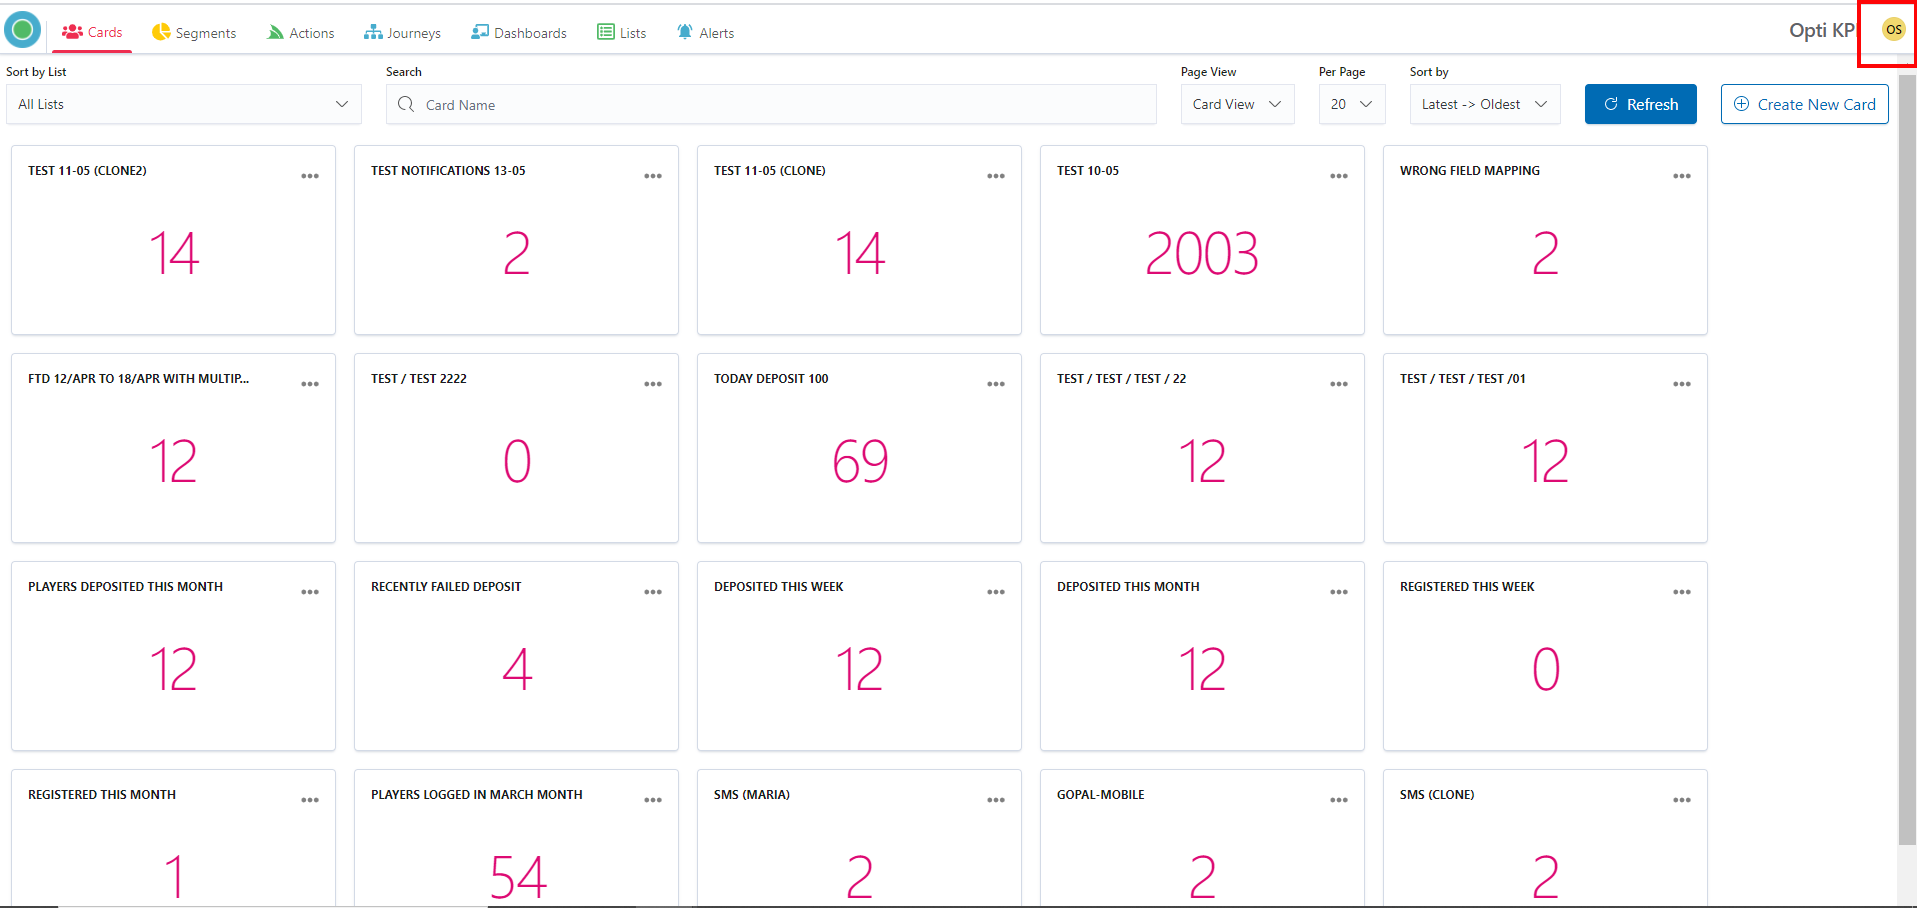 Cards
Segments
Actions
Journeys
Dashboards
Lists
Alerts
Opti KP
OS
Sort by List
Search
Page View
Per Page
Sort by
All Lists
Card Name
Card View
20
Latest -> Oldest
Refresh
Create New Card
TEST 11-05 (CLONE2)
TEST NOTIFICATIONS 13-05
TEST 11-05 (CLONE)
TEST 10-05
WRONG FIELD MAPPING
14
2
14
2003
2
FTD 12/APR TO 18/APR WITH MULTIP...
TEST / TEST 2222
TODAY DEPOSIT 100
TEST / TEST / TEST / 22
TEST / TEST / TEST /01
12
0
69
12
12
PLAYERS DEPOSITED THIS MONTH
RECENTLY FAILED DEPOSIT
DEPOSITED THIS WEEK
DEPOSITED THIS MONTH
REGISTERED THIS WEEK
12
4
12
12
0
REGISTERED THIS MONTH
PLAYERS LOGGED IN MARCH MONTH
SMS (MARIA)
GOPAL-MOBILE
SMS (CLONE)
1
54
2
2
2